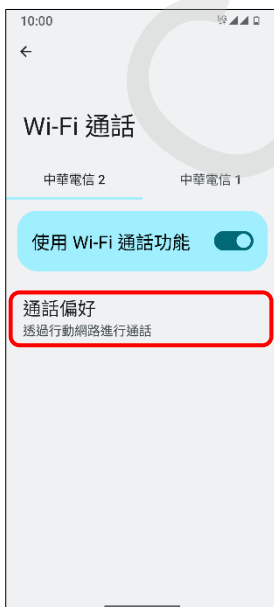 10:00 5G
Wi-Fi 通話
中華電信 2 中華電信 1
使用 Wi-Fi 通話功能
通話偏好
透過行動網路進行通話